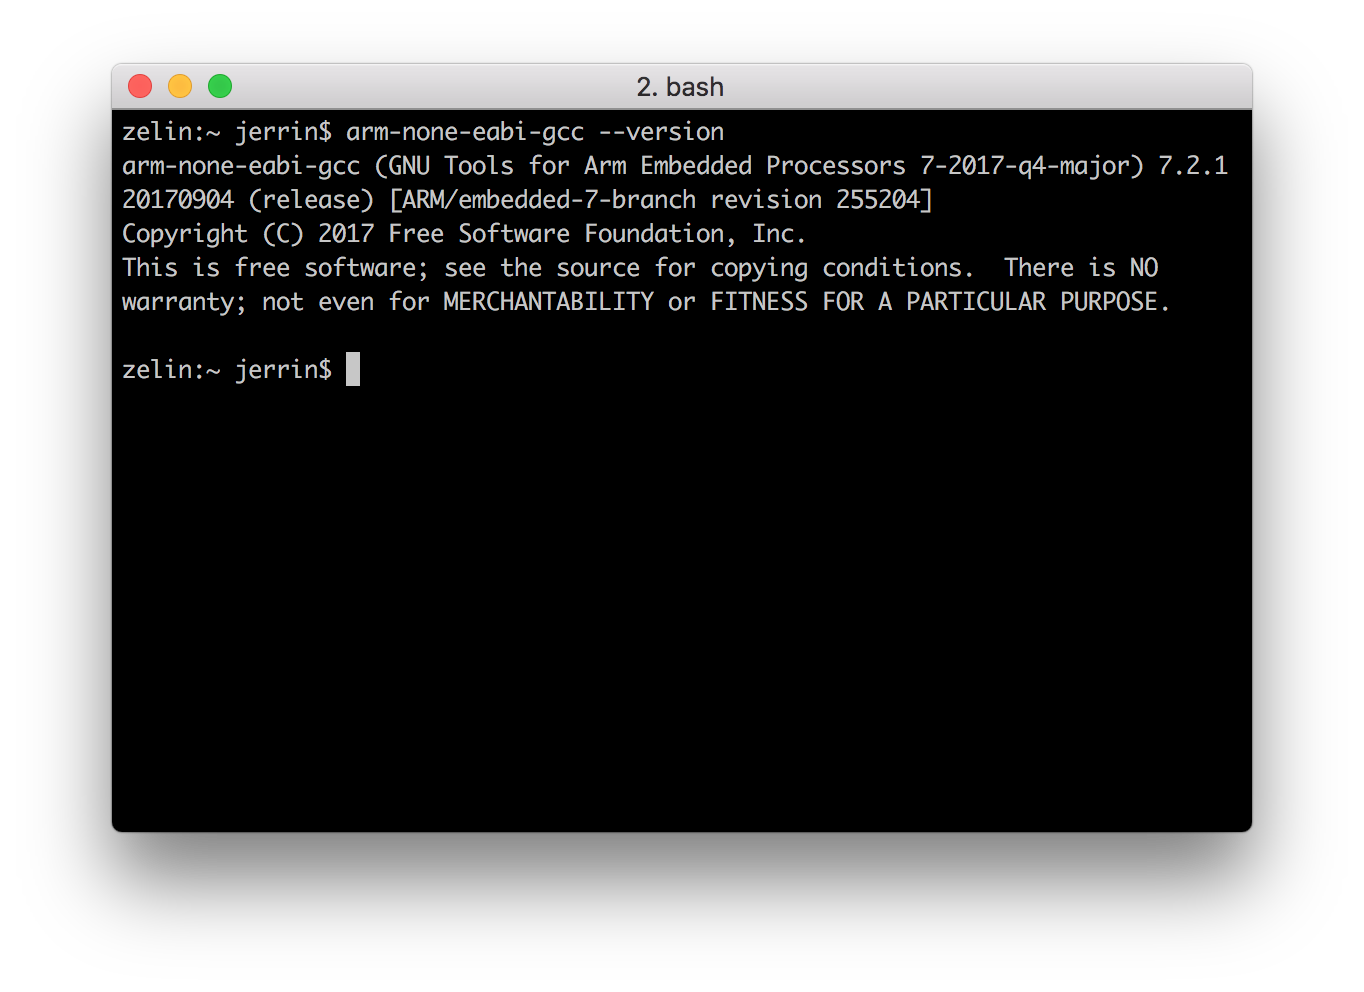 2. bash
zelin:~ jerrin$ arm-none-eabi-gcc --version
arm-none-eabi-gcc (GNU Tools for Arm Embedded Processors 7-2017-q4-major) 7.2.1
20170904 (release) [ARM/embedded-7-branch revision 255204]
Copyright (C) 2017 Free Software Foundation, Inc.
This is free software; see the source for copying conditions.  There is NO
warranty; not even for MERCHANTABILITY or FITNESS FOR A PARTICULAR PURPOSE.
zelin:~ jerrin$